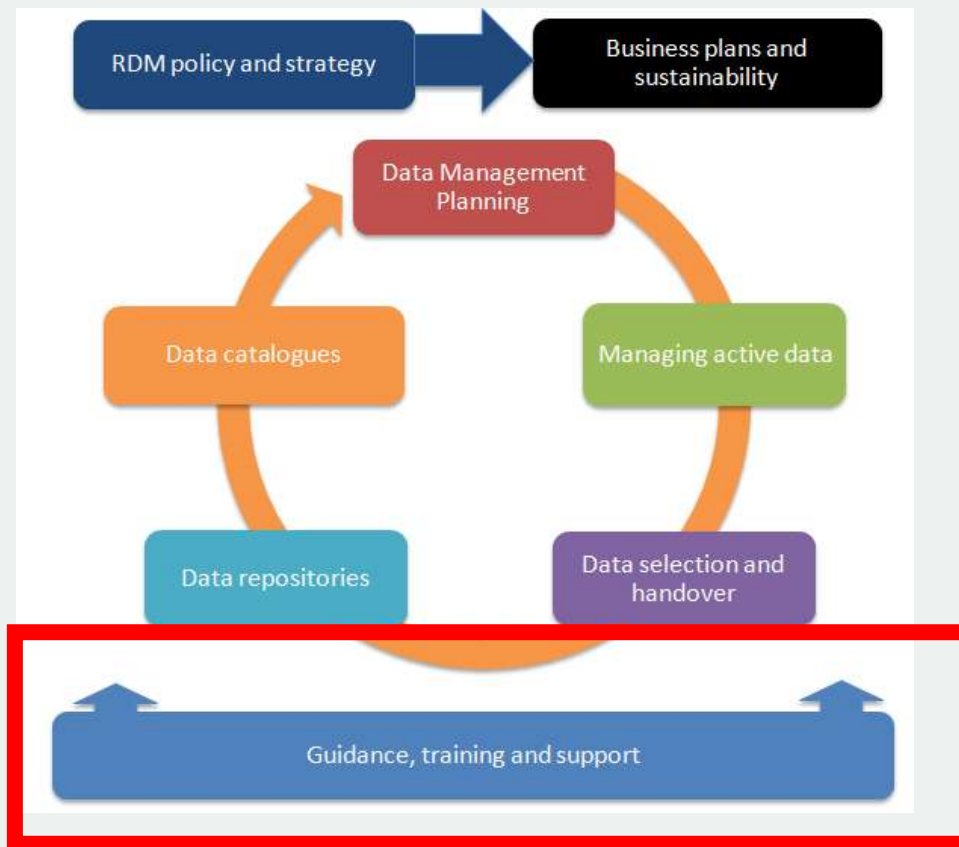 RDM policy and strategy
Business plans and
sustainability
Data Management
Planning
Data catalogues
Managing active data
Data repositories
Data selection and
handover
Guidance, training and support